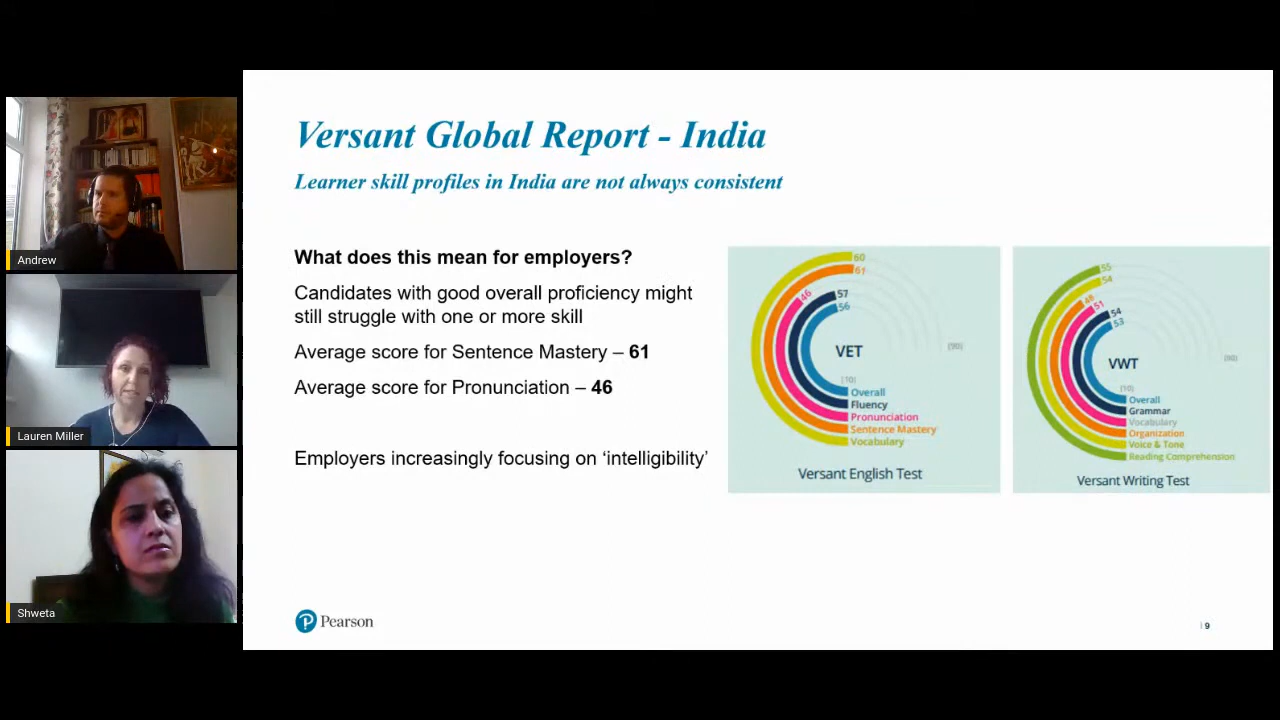 Andrew
Lauren Miller
Shweta
Versant Global Report - India
Learner skill profiles in India are not always consistent
What does this mean for employers?
Candidates with good overall proficiency might
still struggle with one or more skill
Average score for Sentence Mastery – 61
Average score for Pronunciation – 46
Employers increasingly focusing on ‘intelligibility’
60
61
46
57
56
VET
(90)
(10)
Overall
Fluency
Pronunciation
Sentence Mastery
Vocabulary
Versant English Test
55
54
48
51
54
53
VWT
(10)
Overall
Grammar
Vocabulary
Organization
Voice & Tone
Reading Comprehension
Versant Writing Test
Pearson
9